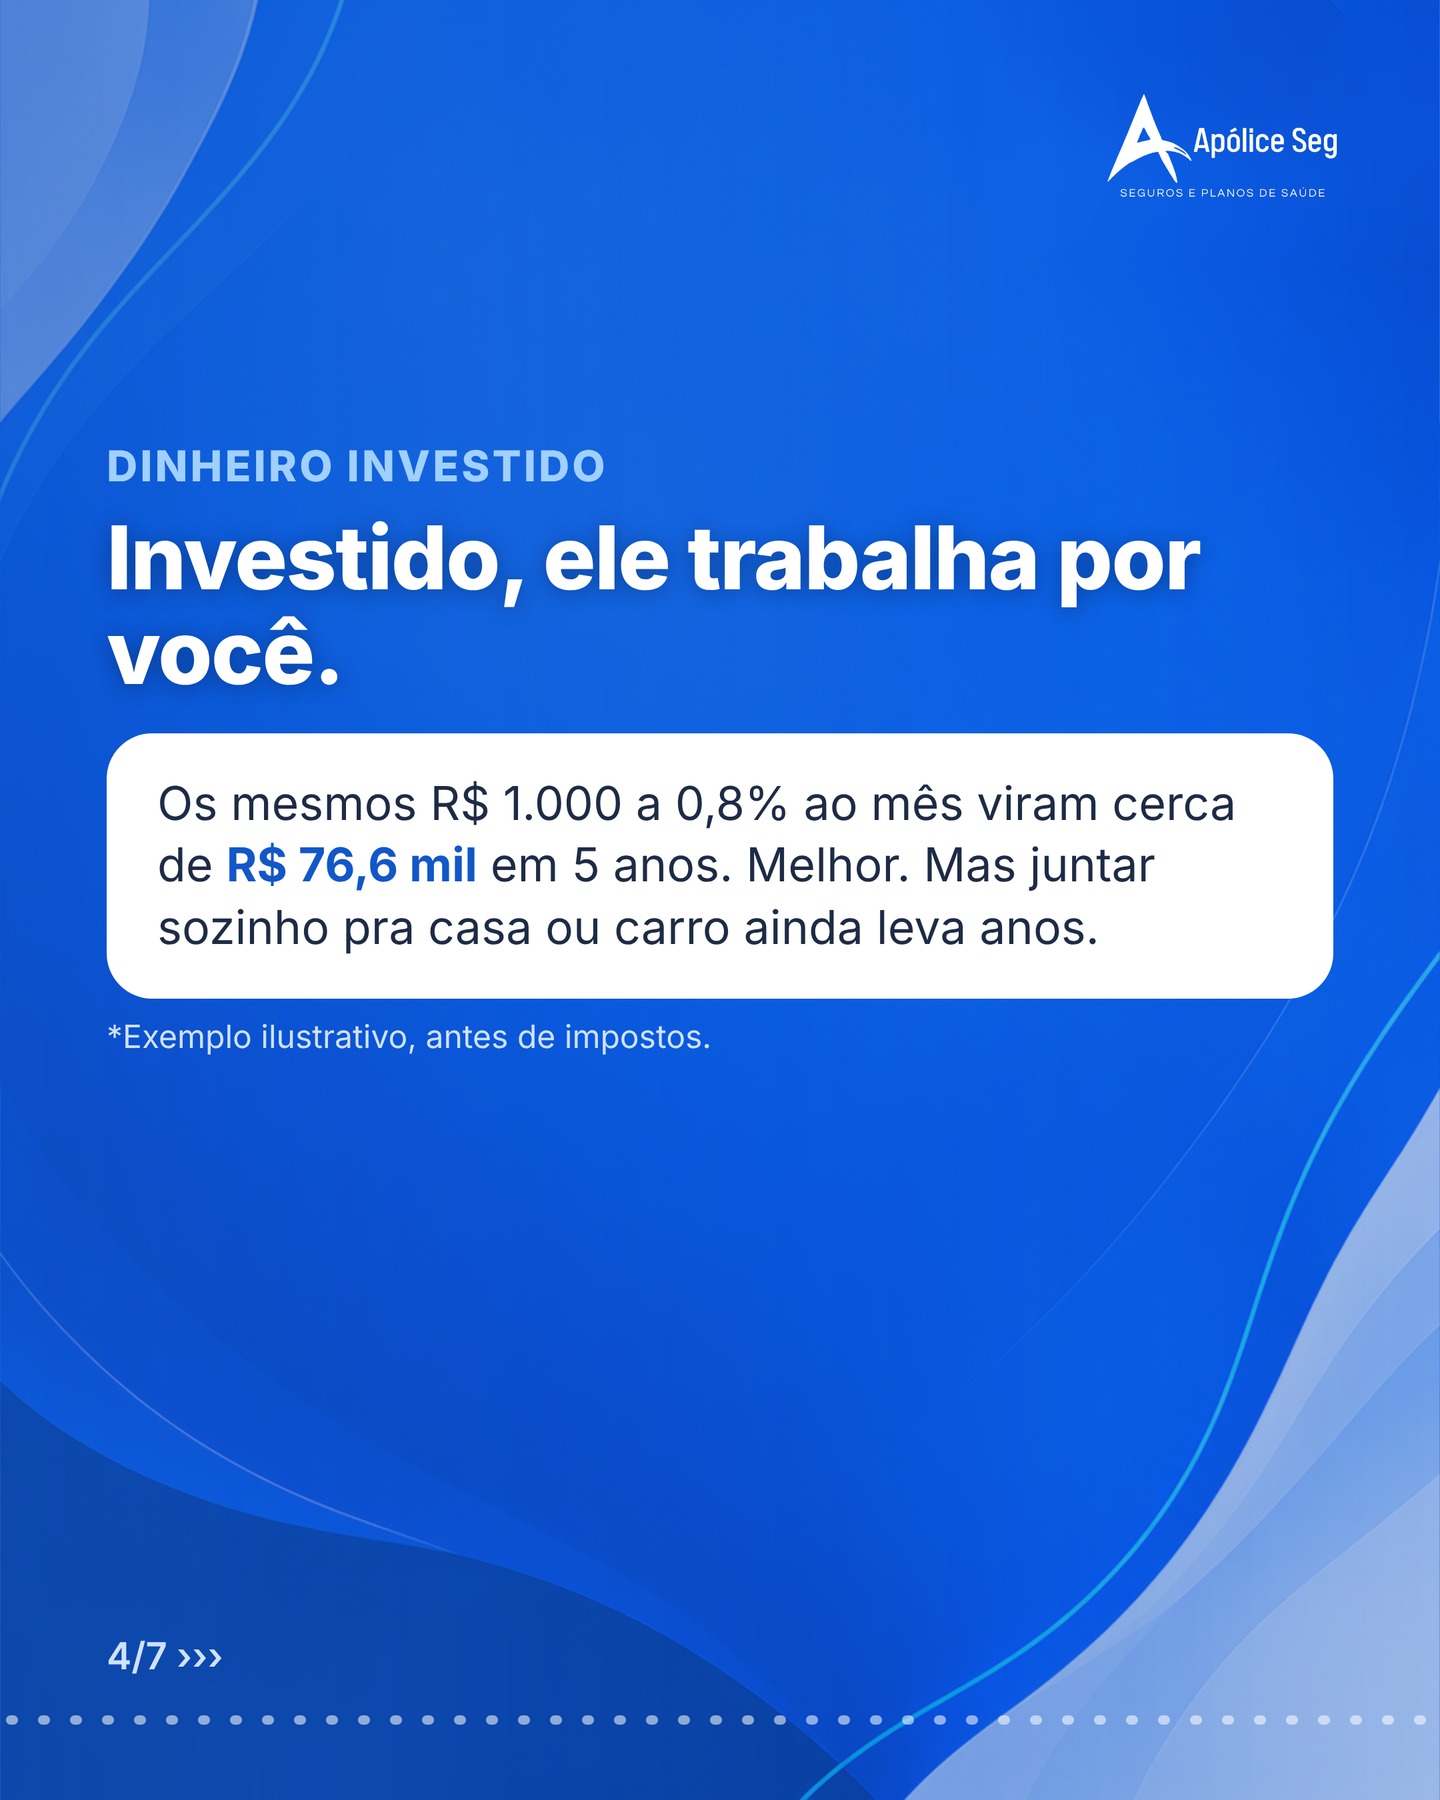 Apólice Seg
SEGUROS E PLANOS DE SAÚDE
DINHEIRO INVESTIDO
Investido, ele trabalha por
você.
Os mesmos R$ 1.000 a 0,8% ao mês viram cerca
de R$ 76,6 mil em 5 anos. Melhor. Mas juntar
sozinho pra casa ou carro ainda leva anos.
*Exemplo ilustrativo, antes de impostos.
4/7 ›››